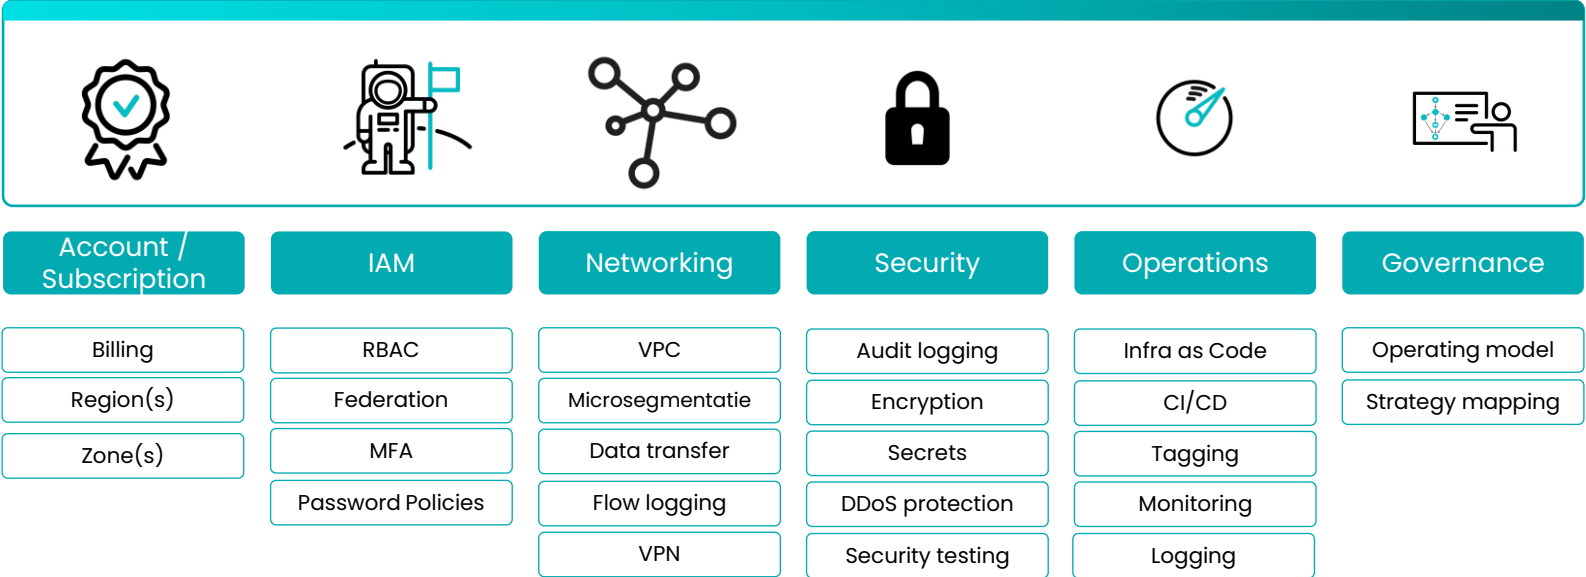 Account /
Subscription
IAM
Networking
Security
Operations
Governance
Billing
Region(s)
Zone(s)
RBAC
Federation
MFA
Password Policies
VPC
Microsegmentatie
Data transfer
Flow logging
VPN
Audit logging
Encryption
Secrets
DDoS protection
Security testing
Infra as Code
CI/CD
Tagging
Monitoring
Logging
Operating model
Strategy mapping